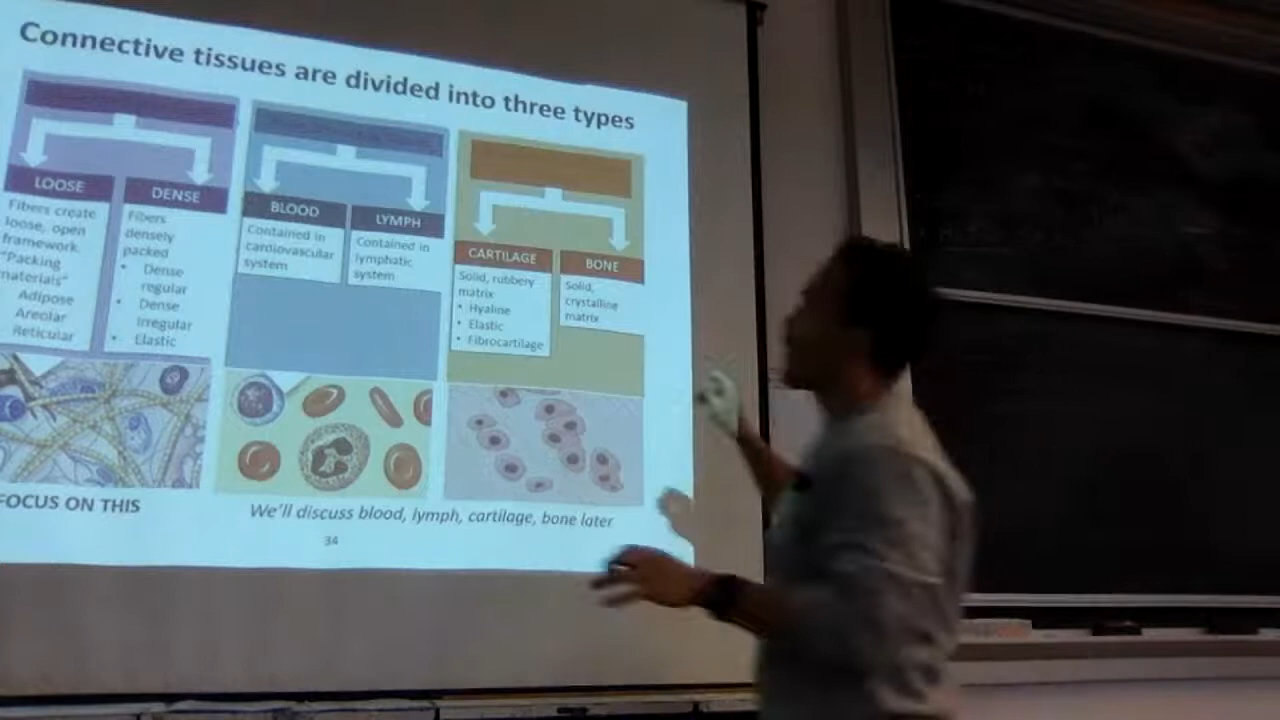 Connective tissues are divided into three types
LOOSE
Fibers create
loose, open
framework.
"Packing
materials"
Adipose
Areolar
Reticular
DENSE
Fibers
densely
packed
• Dense
regular
• Dense
Irregular
• Elastic
BLOOD
Contained in
cardiovascular
system
LYMPH
Contained in
lymphatic
system
CARTILAGE
Solid, rubbery
matrix
• Hyaline
• Elastic
• Fibrocartilage
BONE
Solid,
crystalline
matrix
FOCUS ON THIS
We'll discuss blood, lymph, cartilage, bone later
34